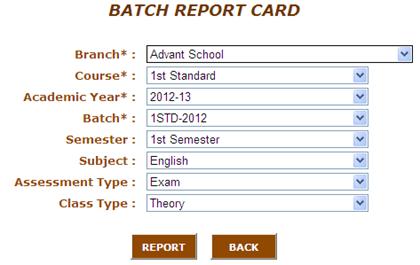 BATCH REPORT CARD
Branch* : Advant School
Course* : 1st Standard
Academic Year* : 2012-13
Batch* : 1STD-2012
Semester : 1st Semester
Subject : English
Assessment Type : Exam
Class Type : Theory
REPORT BACK